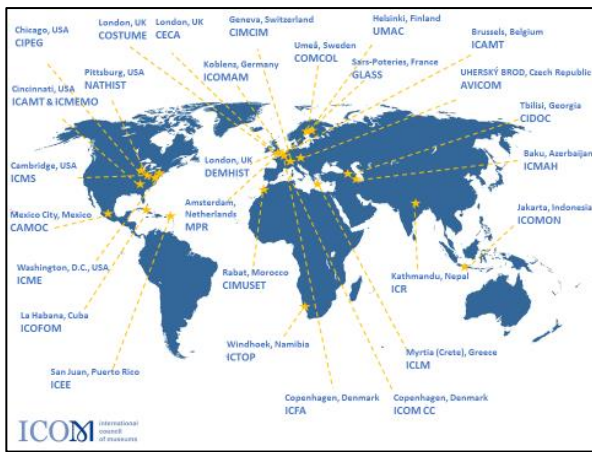 Chicago, USA
CIPEG
London, UK
COSTUME
London, UK
CECA
Geneva, Switzerland
CIMCIM
Helsinki, Finland
UMAC
Brussels, Belgium
ICAMT
Pittsburg, USA
NATHIST
Koblenz, Germany
ICOMAM
Umeå, Sweden
COMCOL
Sars-Poteries, France
GLASS
UHERSKÝ BROD, Czech Republic
AVICOM
Cincinnati, USA
ICAMT & ICMEMO
Tbilisi, Georgia
CIDOC
Cambridge, USA
ICMS
London, UK
DEMHIST
Baku, Azerbaijan
ICMAH
Mexico City, Mexico
CAMOC
Amsterdam,
Netherlands
MPR
Jakarta, Indonesia
ICOMON
Washington, D.C., USA
ICME
Rabat, Morocco
CIMUSET
Kathmandu, Nepal
ICR
La Habana, Cuba
ICOFOM
Windhoek, Namibia
ICTOP
Myrtia (Crete), Greece
ICLM
San Juan, Puerto Rico
ICEE
Copenhagen, Denmark
ICFA
Copenhagen, Denmark
ICOM CC
ICOM
international
council
of museums